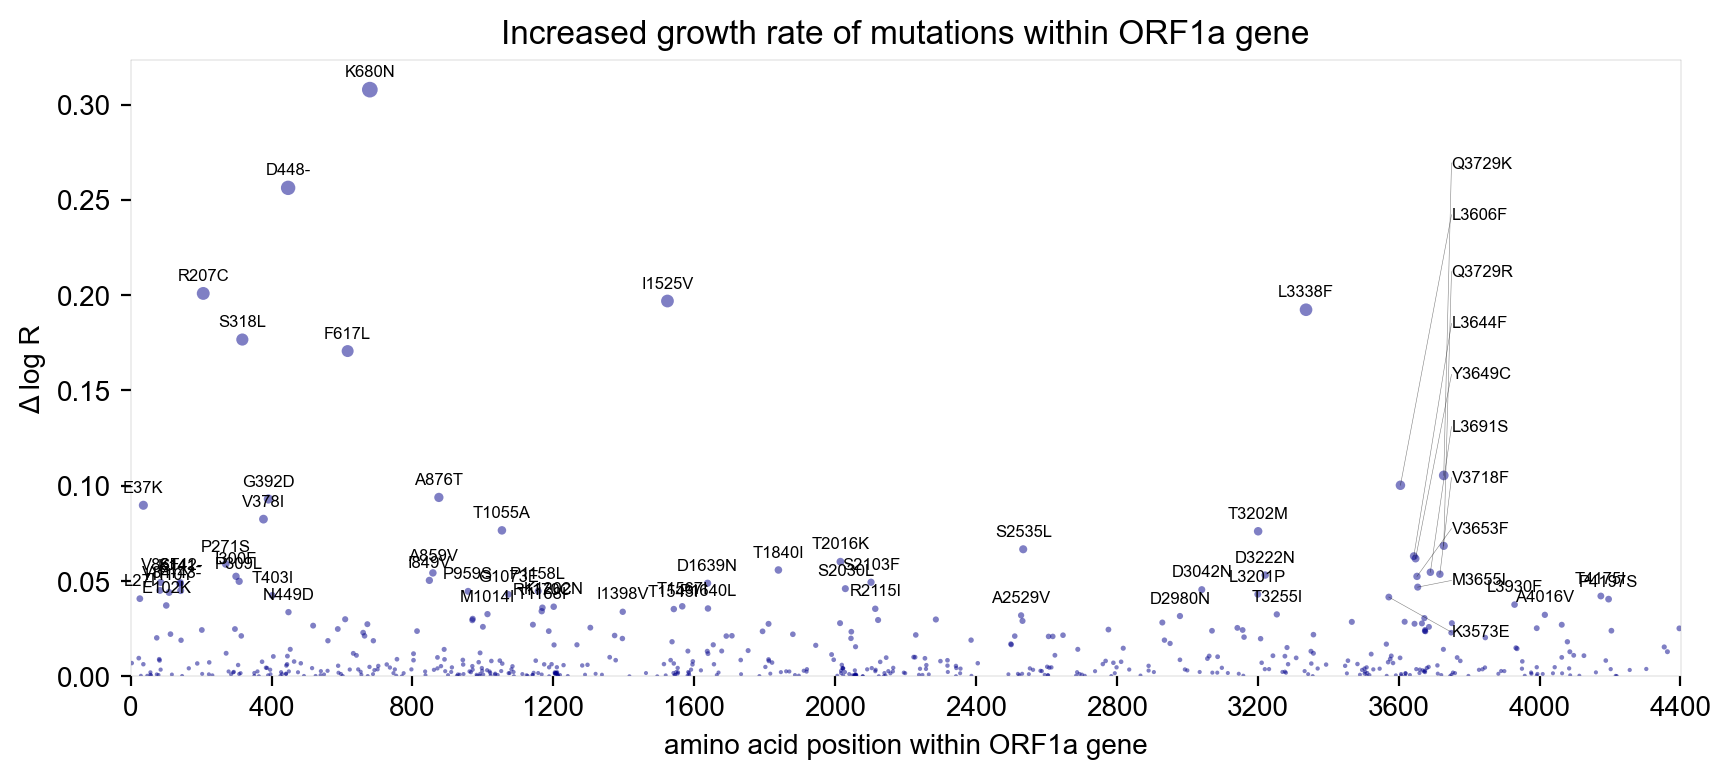 Increased growth rate of mutations within ORF1a gene
K680N
0.30
D448-
Q3729K
0.25
L3606F
R207C
I1525V
L3338F
Q3729R
0.20
S318L
F617L
L3644F
Δ log R
0.15
Y3649C
L3691S
E37K
G392D
A876T
V3718F
0.10
V378I
T1055A
T3202M
S2535L
V3653F
P271S
A859V
D1639N
T1840I
T2016K
S2103F
D3222N
P309L
I849V
S2030L
D3042N
L3201P
M3655I
0.05
T403I
P959S
P1158L
E102K
N449D
M1014I
I1398V
R2115I
A2529V
D2980N
T3255I
L3930F
A4016V
K3573E
0.00
0 400 800 1200 1600 2000 2400 2800 3200 3600 4000 4400
amino acid position within ORF1a gene